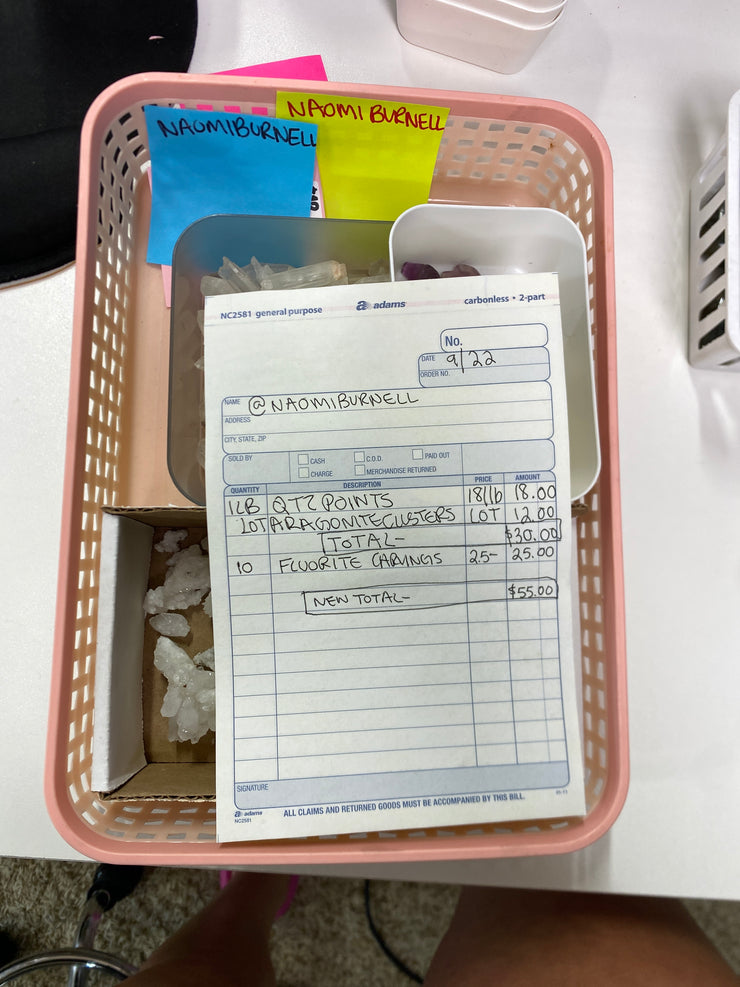 NAOMI BURNELL
NAOMIBURNELL
NC2581 general purpose
a adams
carbonless • 2-part
No.
DATE 9/22
ORDER NO.
NAME @NAOMIBURNELL
ADDRESS
CITY, STATE, ZIP
SOLD BY CASH C.O.D. PAID OUT
CHARGE MERCHANDISE RETURNED
QUANTITY DESCRIPTION PRICE AMOUNT
1LB QTZ POINTS 18/lb 18.00
LOT ARAGONITE CLUSTERS LOT 12.00
TOTAL- $30.00
10 FLUORITE CARVINGS 2.5- 25.00
NEW TOTAL- $55.00
SIGNATURE
a adams
NC2581
ALL CLAIMS AND RETURNED GOODS MUST BE ACCOMPANIED BY THIS BILL.